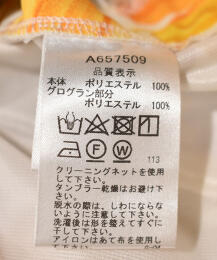 A657509
品質表示
本体 ポリエステル 100%
グログラン部分
ポリエステル 100%
F W
113
クリーニングネットを使用
して下さい。
タンブラー乾燥はお避け下
さい。
脱水の際は、しわにならな
いように注意して下さい。
洗濯後は形を整えてすぐに
干して下さい。
アイロンはあて布を使用し
て下さい。